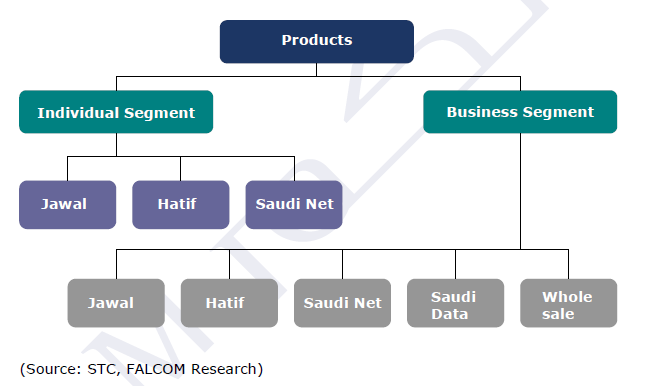 Products
Individual Segment
Business Segment
Jawal
Hatif
Saudi Net
Jawal
Hatif
Saudi Net
Saudi
Data
Whole
sale
(Source: STC, FALCOM Research)